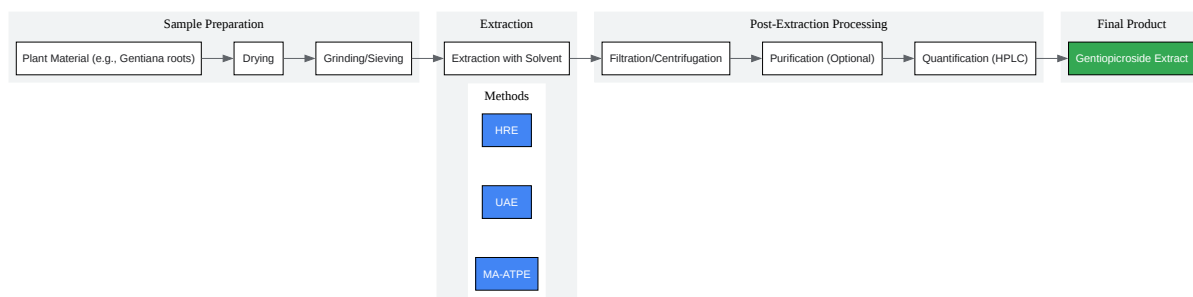 Sample Preparation
Plant Material (e.g., Gentiana roots)
Drying
Grinding/Sieving
Extraction
Extraction with Solvent
Methods
HRE
UAE
MA-ATPE
Post-Extraction Processing
Filtration/Centrifugation
Purification (Optional)
Quantification (HPLC)
Final Product
Gentiopicroside Extract